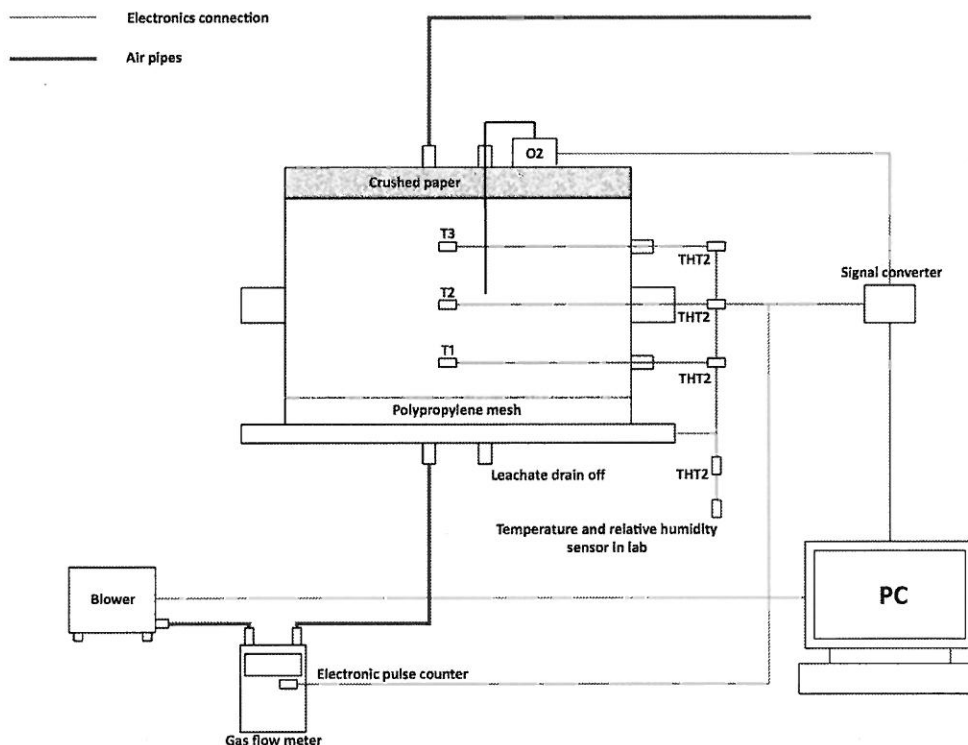 Electronics connection
Air pipes
O2
Crushed paper
T3
THT2
Signal converter
T2
THT2
T1
THT2
Polypropylene mesh
Leachate drain off
THT2
Temperature and relative humidity
sensor in lab
Blower
PC
Electronic pulse counter
Gas flow meter